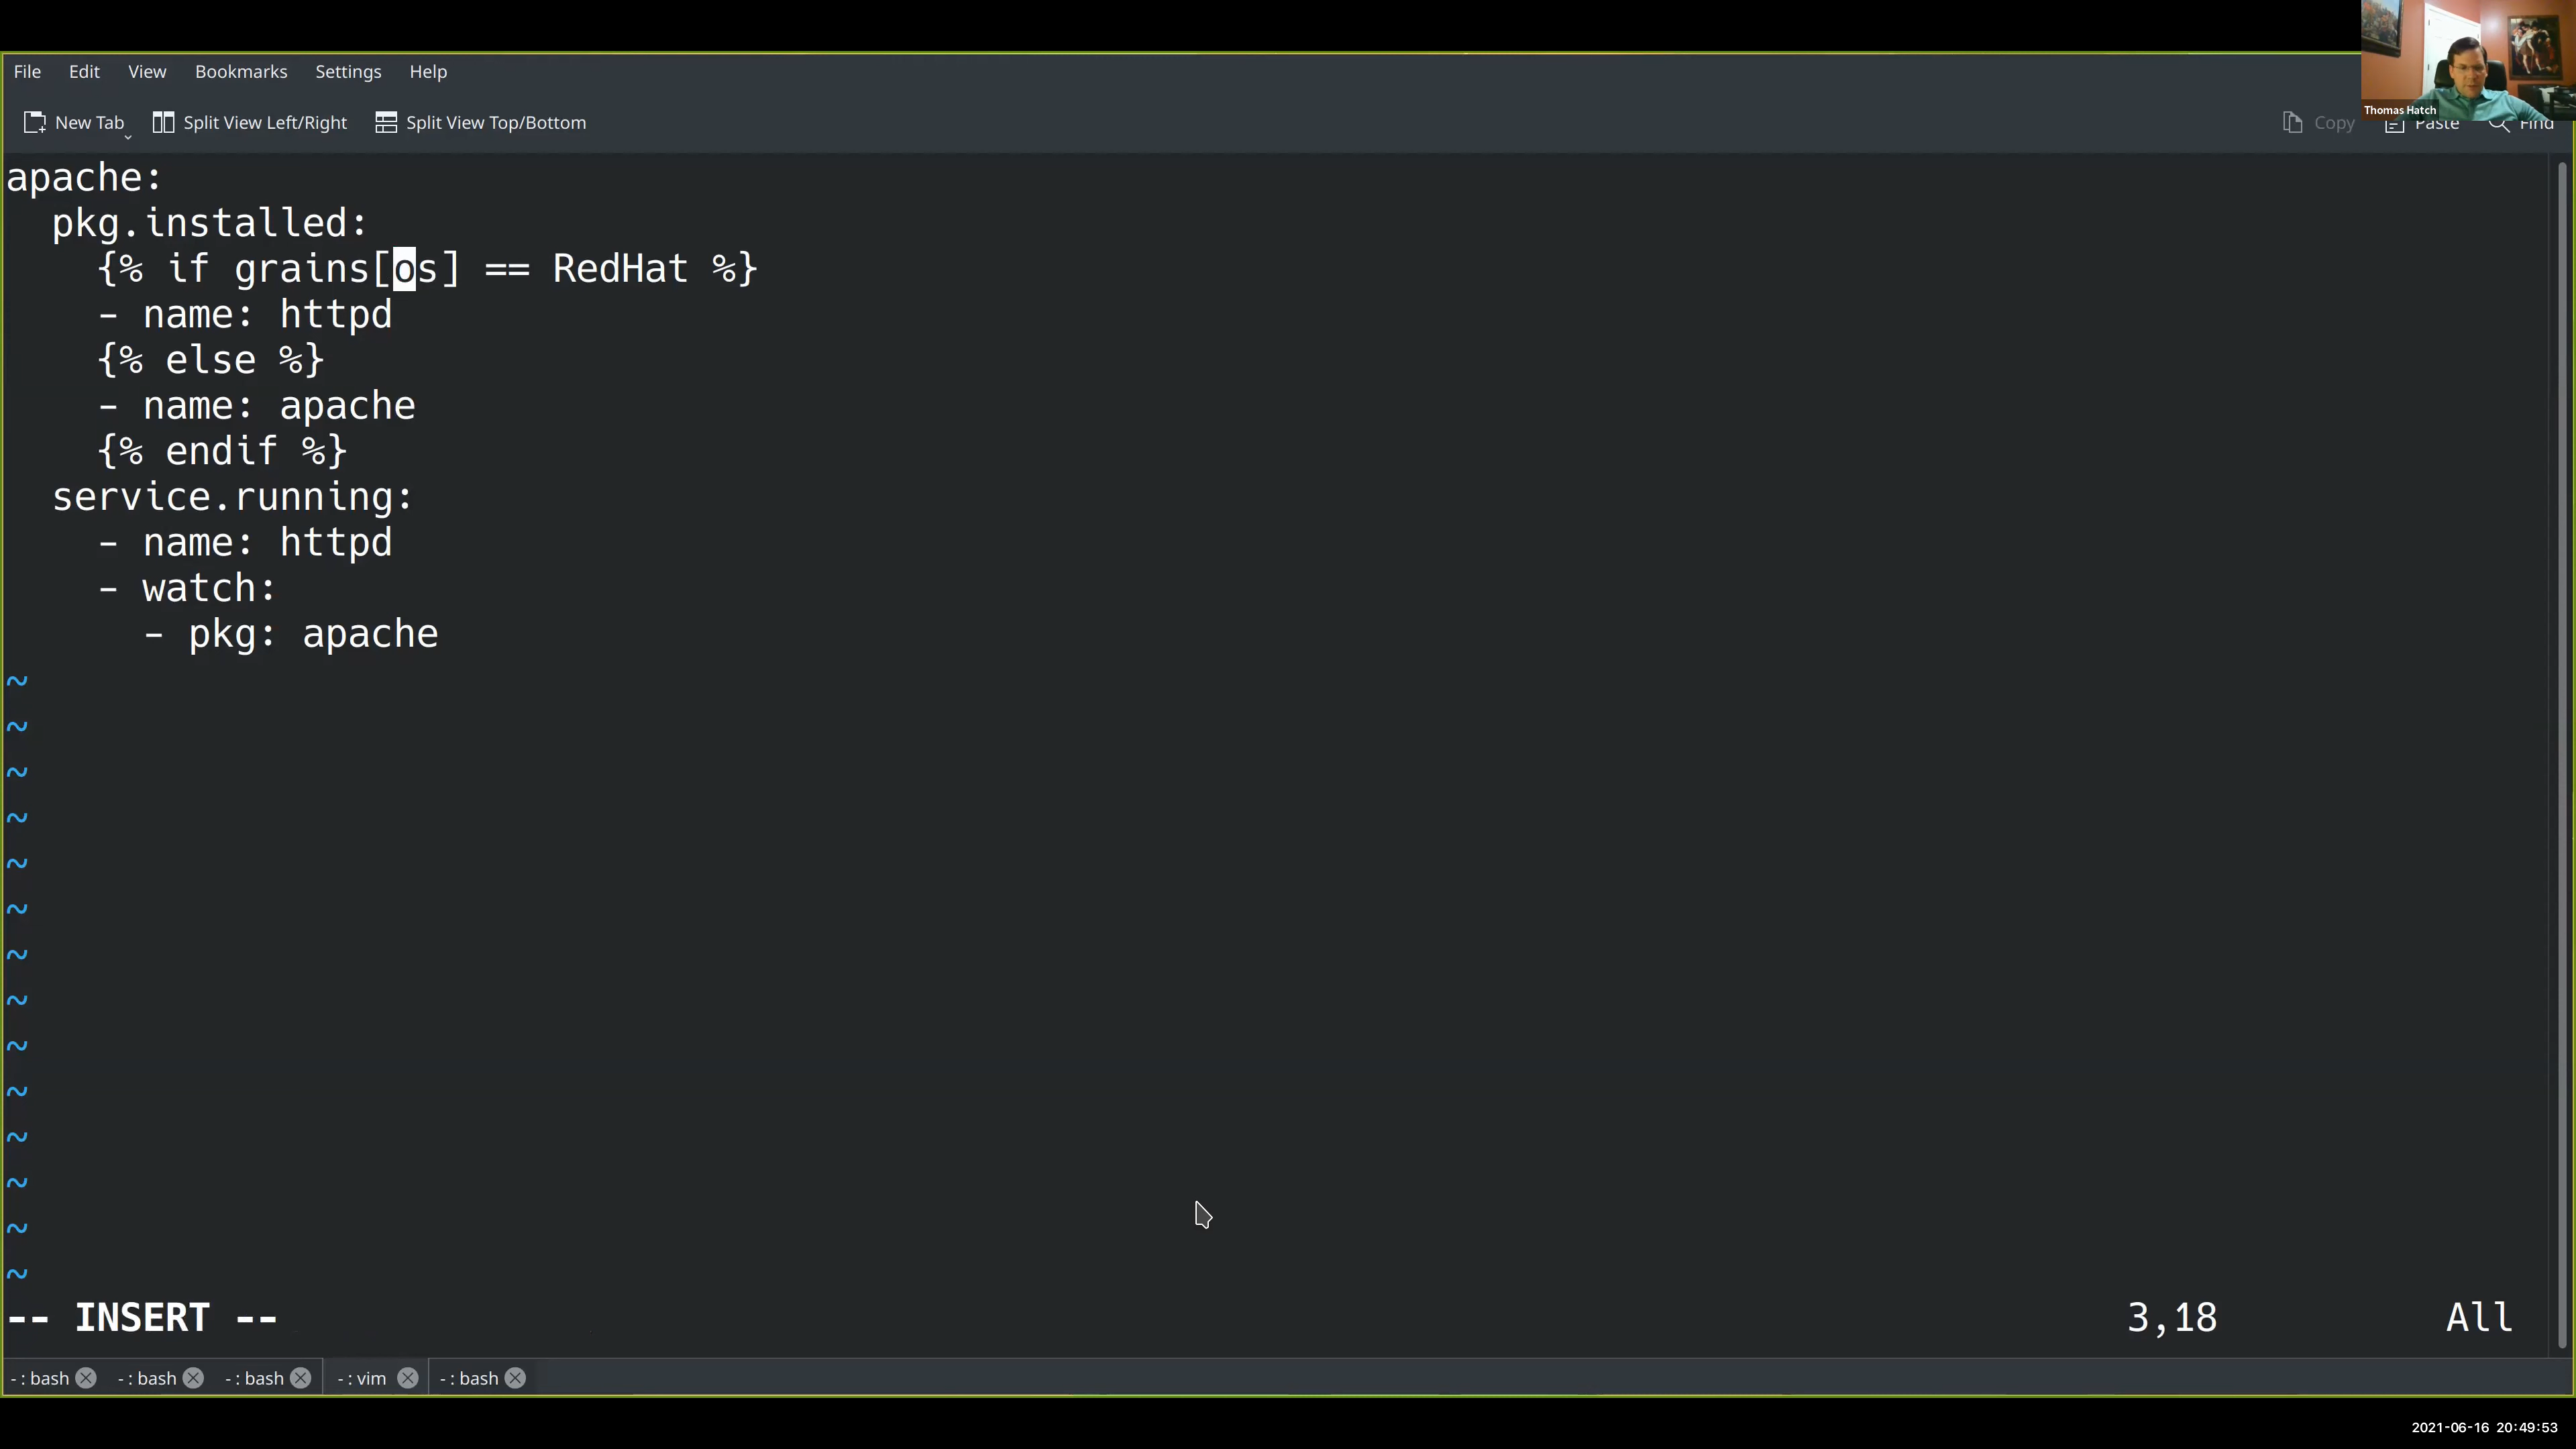 File Edit View Bookmarks Settings Help
Thomas Hatch
New Tab Split View Left/Right Split View Top/Bottom Copy Paste Find
apache:
  pkg.installed:
    {% if grains[os] == RedHat %}
    - name: httpd
    {% else %}
    - name: apache
    {% endif %}
  service.running:
    - name: httpd
    - watch:
      - pkg: apache
~
~
~
~
~
~
~
~
~
~
~
~
~
~
-- INSERT -- 3,18 All
- : bash - : bash - : bash - : vim - : bash
2021-06-16 20:49:53